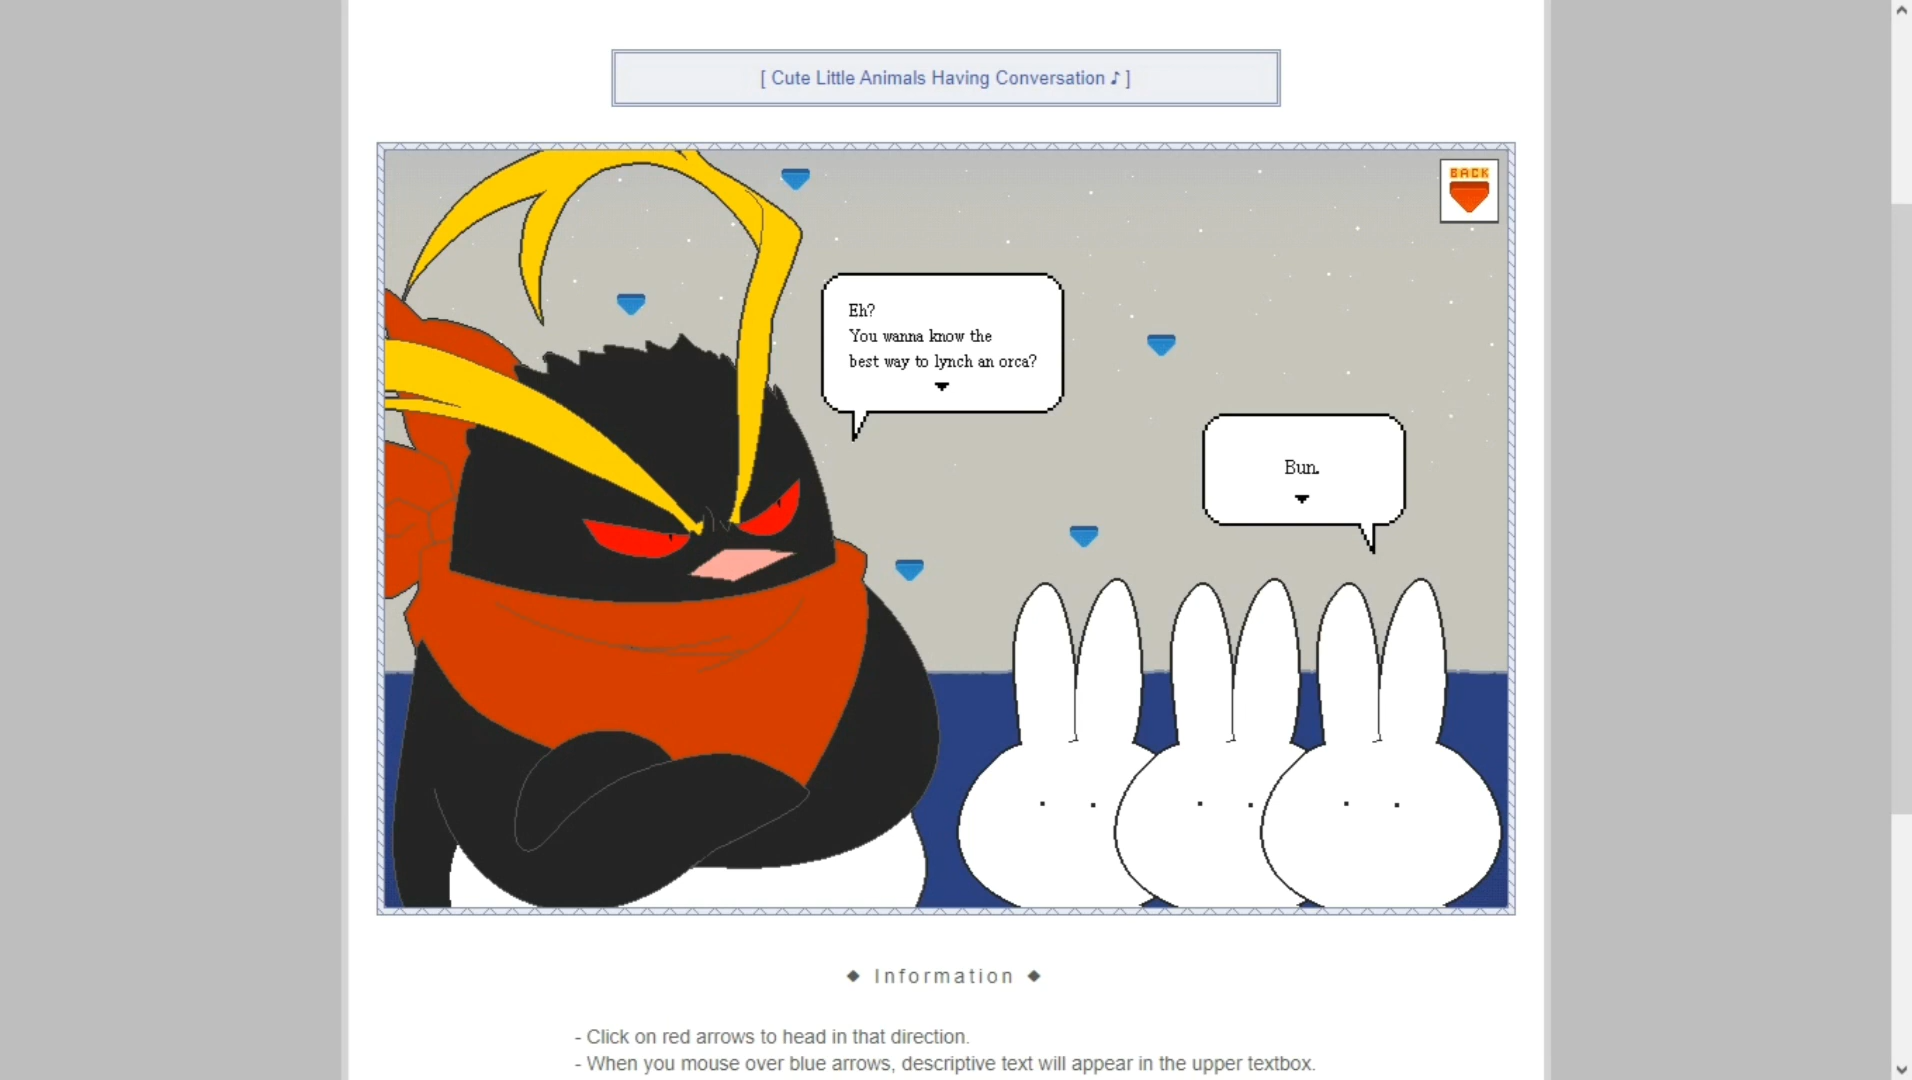 [ Cute Little Animals Having Conversation ♪ ]
BACK
Eh?
You wanna know the
best way to lynch an orca?
Bun.
◆ Information ◆
- Click on red arrows to head in that direction.
- When you mouse over blue arrows, descriptive text will appear in the upper textbox.